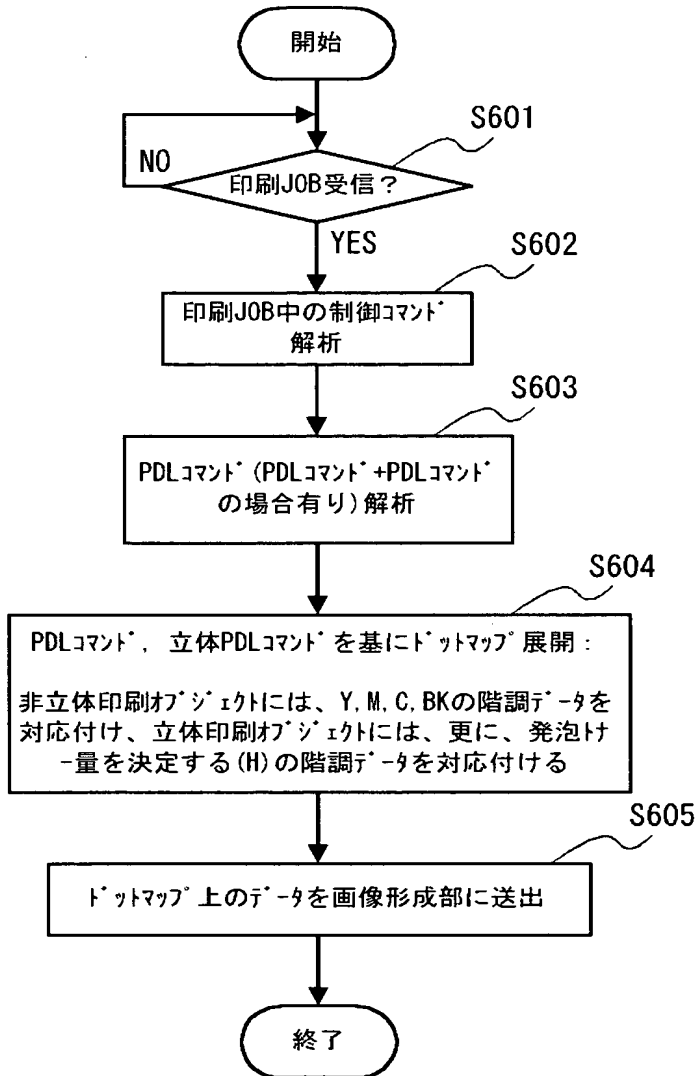 開始
S601
NO
印刷JOB受信?
YES
S602
印刷JOB中の制御ｺﾏﾝﾄﾞ
解析
S603
PDLｺﾏﾝﾄﾞ(PDLｺﾏﾝﾄﾞ+PDLｺﾏﾝﾄﾞ
の場合有り)解析
S604
PDLｺﾏﾝﾄﾞ, 立体PDLｺﾏﾝﾄﾞを基にﾄﾞｯﾄﾏｯﾌﾟ展開:
非立体印刷ｵﾌﾞｼﾞｪｸﾄには、Y,M,C,BKの階調ﾃﾞｰﾀを
対応付け、立体印刷ｵﾌﾞｼﾞｪｸﾄには、更に、発泡ﾄﾅ
ｰ量を決定する(H)の階調ﾃﾞｰﾀを対応付ける
S605
ﾄﾞｯﾄﾏｯﾌﾟ上のﾃﾞｰﾀを画像形成部に送出
終了